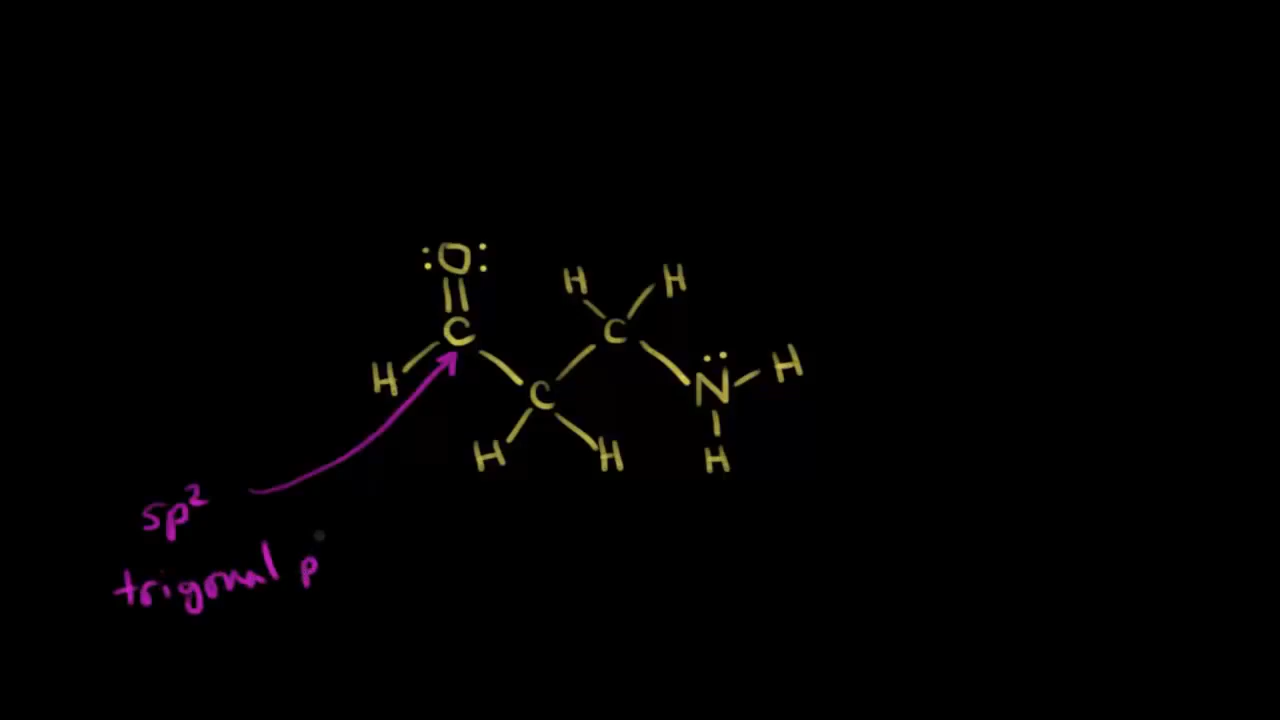 :O:
H H
C C
H N H
C
H H H
sp²
trigonal p